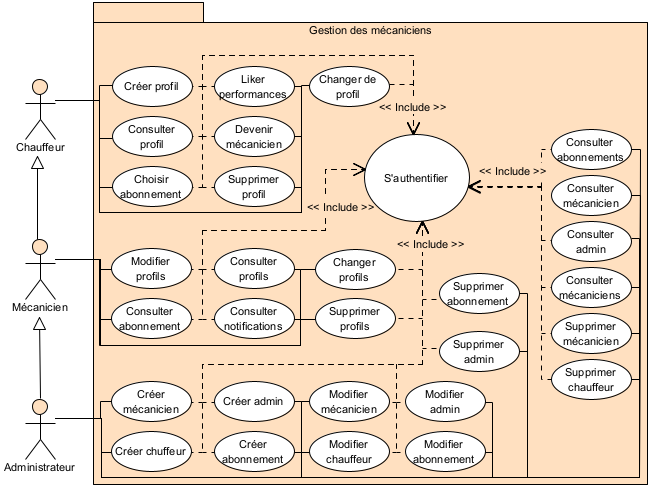 Gestion des mécaniciens
Créer profil
Liker
performances
Changer de
profil
<< Include >>
Chauffeur
Consulter
profil
Devenir
mécanicien
Choisir
abonnement
Supprimer
profil
S'authentifier
<< Include >>
<< Include >>
<< Include >>
Consulter
abonnements
Consulter
mécanicien
Consulter
admin
Consulter
mécaniciens
Supprimer
mécanicien
Supprimer
chauffeur
Mécanicien
Modifier
profils
Consulter
profils
Changer
profils
Consulter
abonnement
Consulter
notifications
Supprimer
profils
Supprimer
abonnement
Supprimer
admin
Administrateur
Créer
mécanicien
Créer admin
Modifier
mécanicien
Modifier
admin
Créer chuffeur
Créer
abonnement
Modifier
chauffeur
Modifier
abonnement